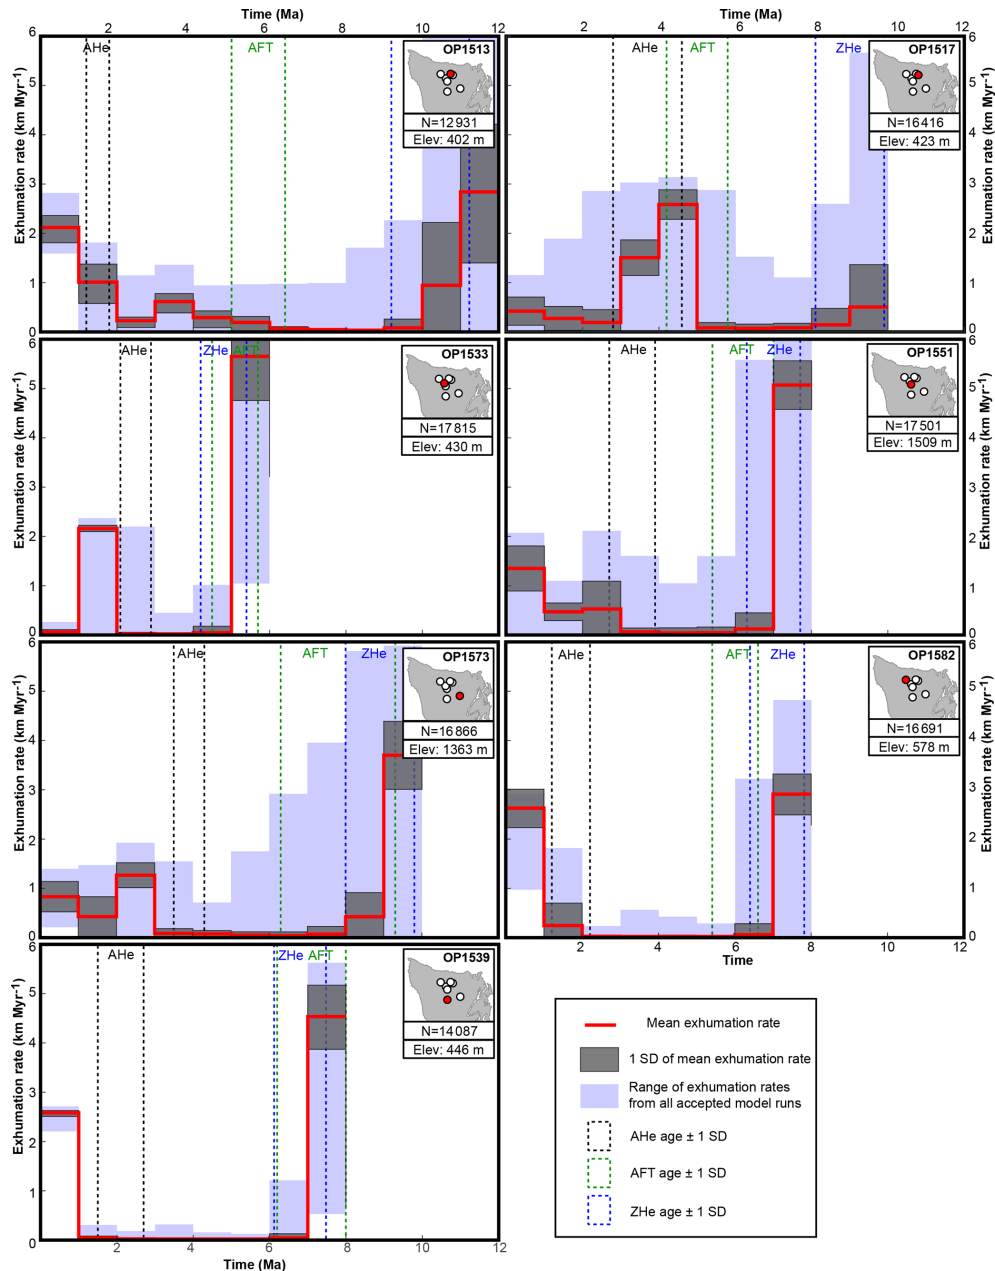 Time (Ma)
Time (Ma)
2 4 6 8 10 12
2 4 6 8 10 12
Exhumation rate (km Myr⁻¹)
6
5
4
3
2
1
0
AHe
AFT
OP1513
N=12 931
Elev: 402 m
AHe
AFT
ZHe
OP1517
N=16 416
Elev: 423 m
6
5
4
3
2
1
0
Exhumation rate (km Myr⁻¹)
Exhumation rate (km Myr⁻¹)
6
5
4
3
2
1
0
AHe
ZHe
AFT
OP1533
N=17 815
Elev: 430 m
AHe
AFT
ZHe
OP1551
N=17 501
Elev: 1509 m
6
5
4
3
2
1
0
Exhumation rate (km Myr⁻¹)
Exhumation rate (km Myr⁻¹)
6
5
4
3
2
1
0
AHe
AFT
ZHe
OP1573
N=16 866
Elev: 1363 m
AHe
AFT
ZHe
OP1582
N=16 691
Elev: 578 m
6
5
4
3
2
1
0
Exhumation rate (km Myr⁻¹)
2 4 6 8 10 12
Time
Exhumation rate (km Myr⁻¹)
6
5
4
3
2
1
0
AHe
ZHe
AFT
OP1539
N=14 087
Elev: 446 m
2 4 6 8 10 12
Time (Ma)
Mean exhumation rate
1 SD of mean exhumation rate
Range of exhumation rates
from all accepted model runs
AHe age ± 1 SD
AFT age ± 1 SD
ZHe age ± 1 SD